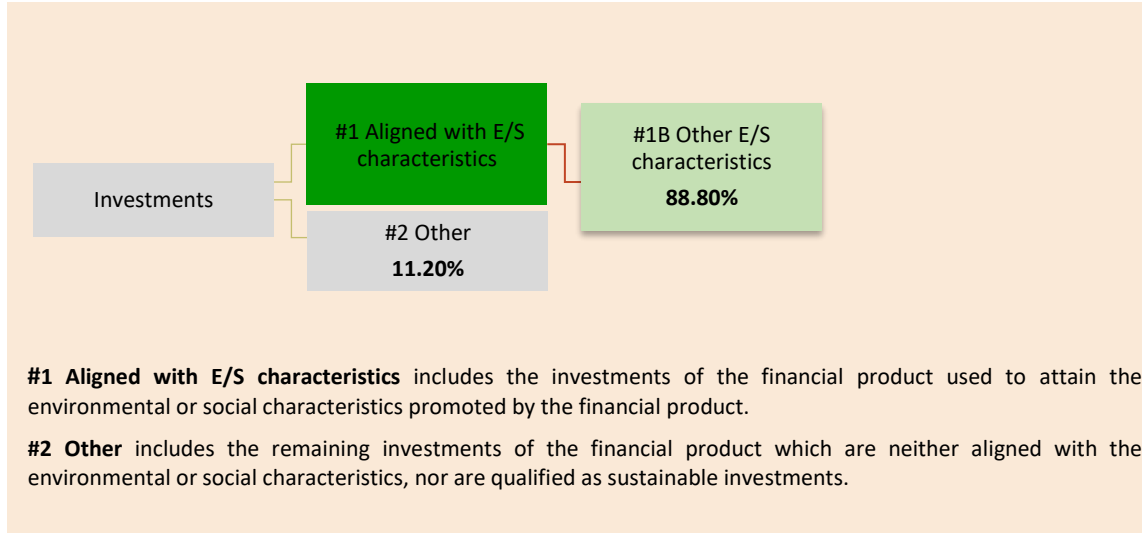 #1 Aligned with E/S
characteristics
#1B Other E/S
characteristics
88.80%
Investments
#2 Other
11.20%
#1 Aligned with E/S characteristics includes the investments of the financial product used to attain the
environmental or social characteristics promoted by the financial product.
#2 Other includes the remaining investments of the financial product which are neither aligned with the
environmental or social characteristics, nor are qualified as sustainable investments.